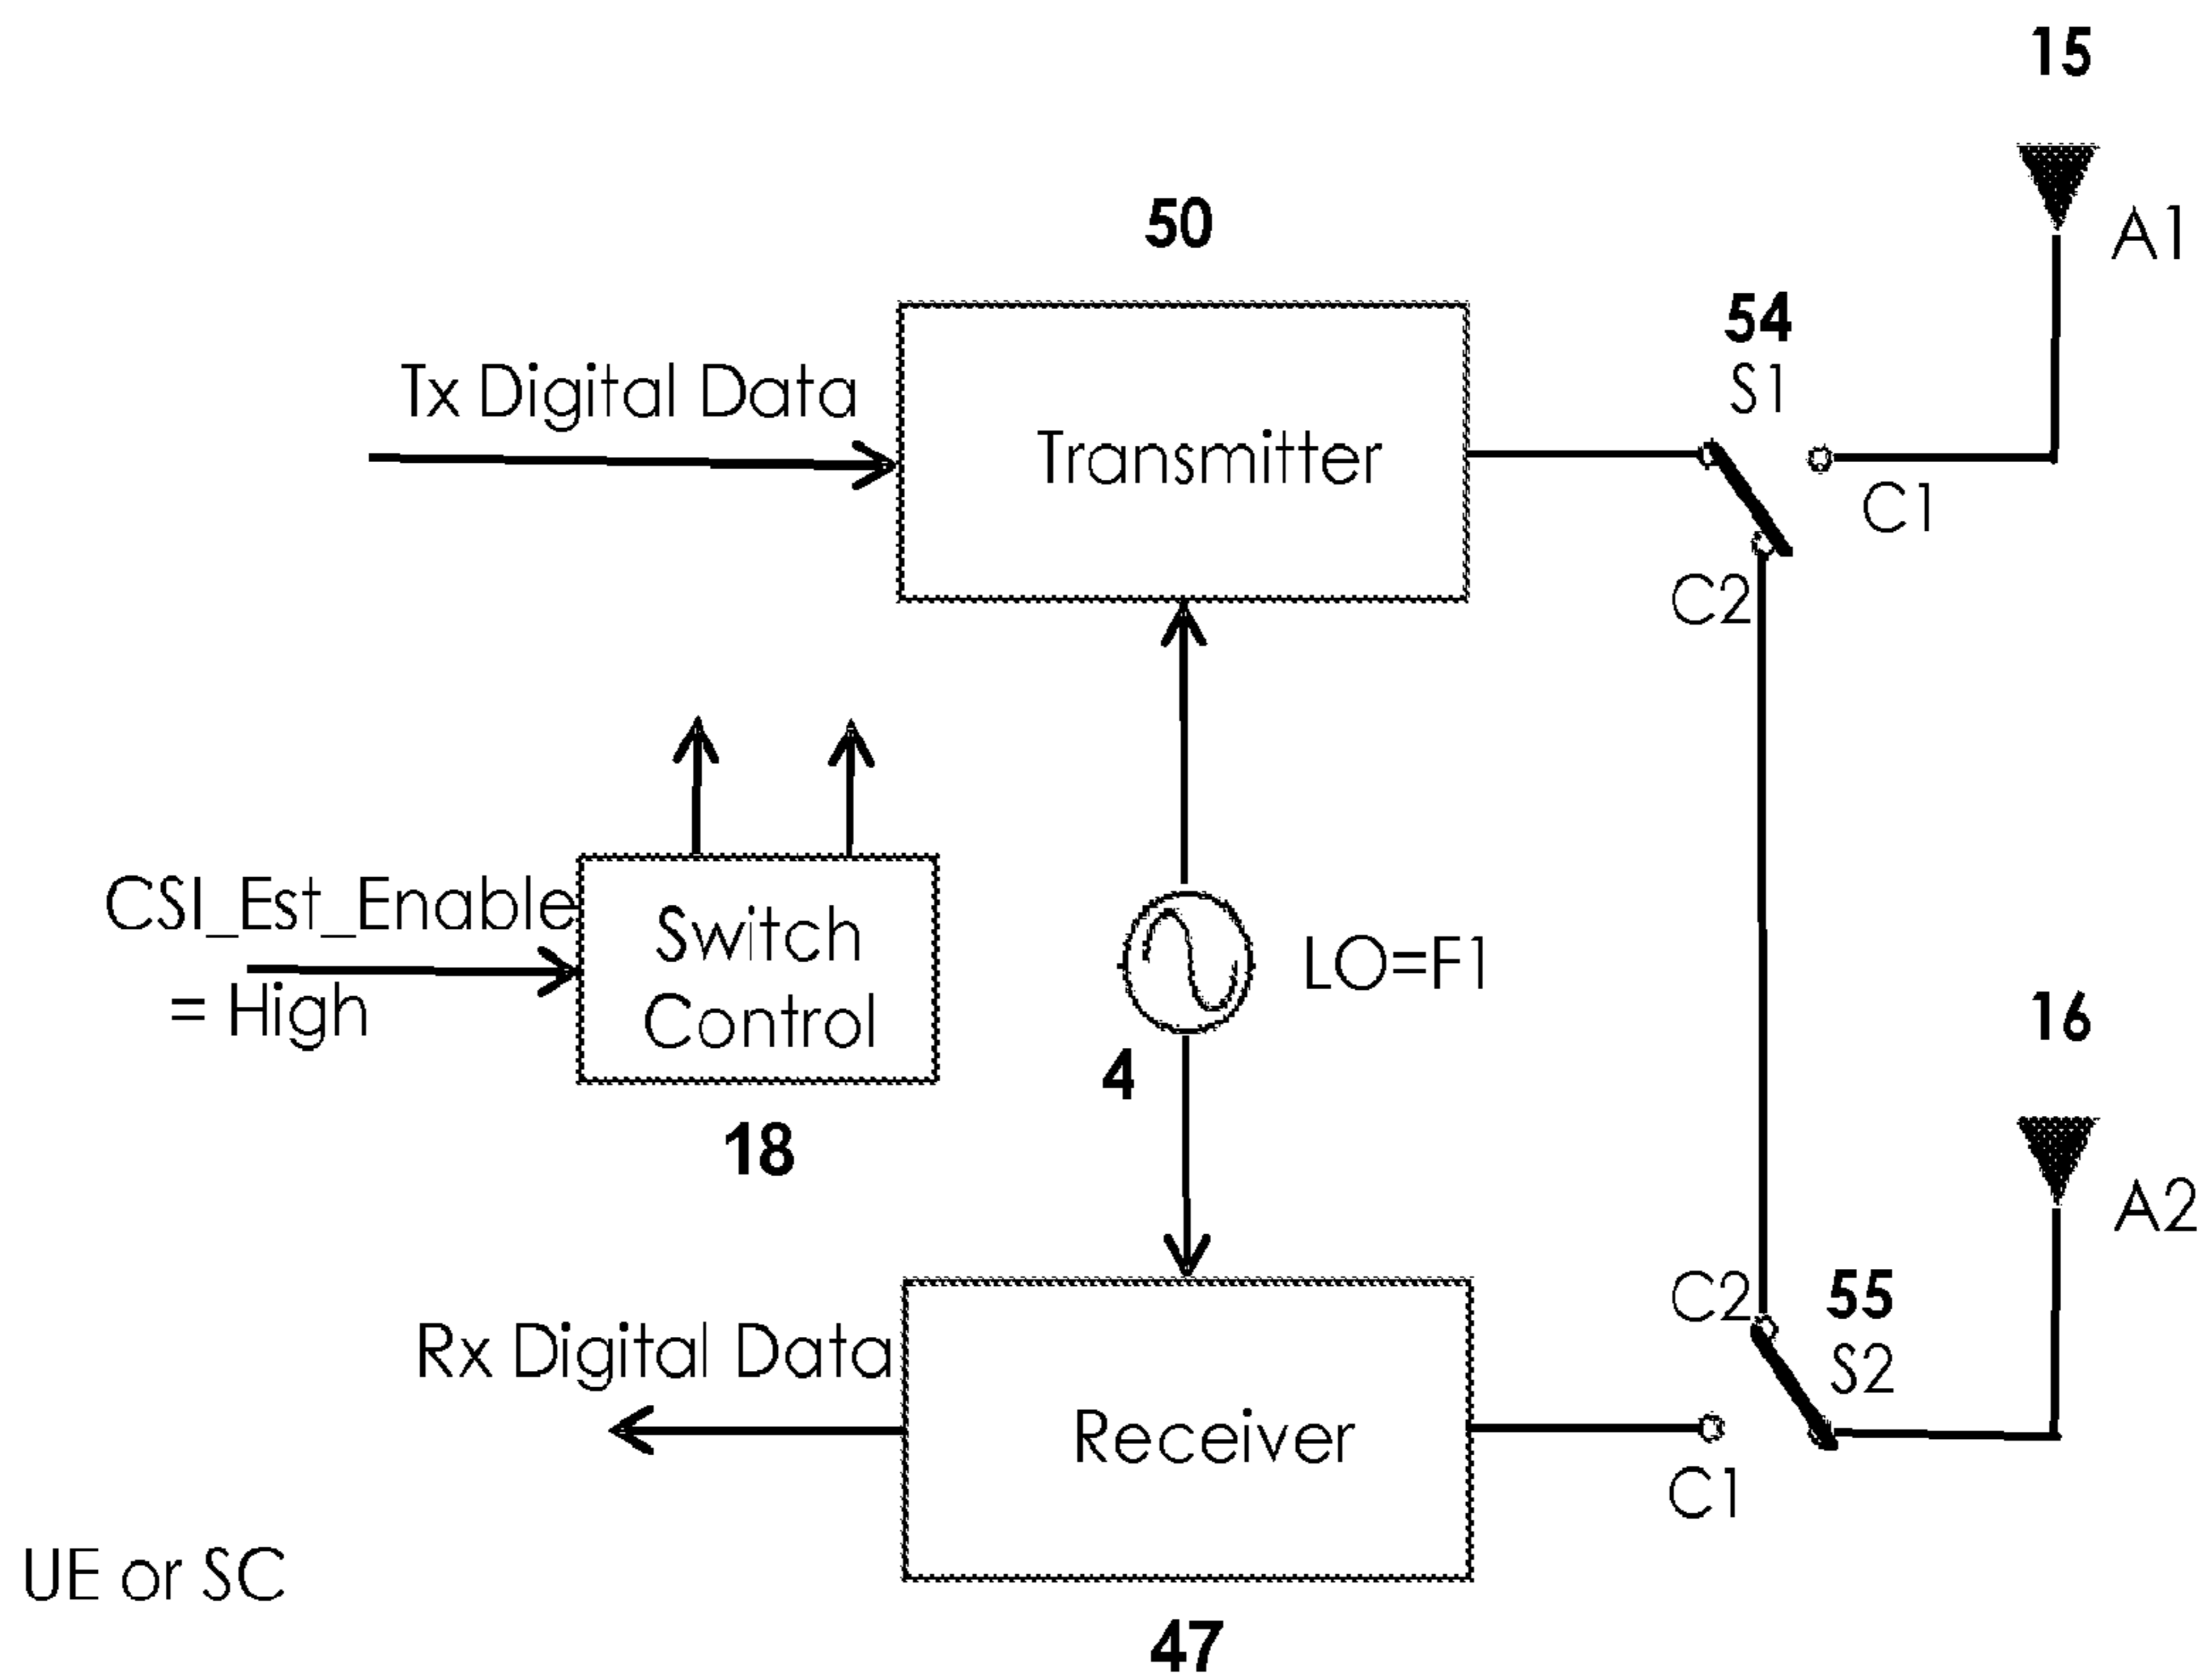 15
A1
50
54
S1
Tx Digital Data
Transmitter
C1
C2
CSI_Est_Enable
= High
Switch
Control
18
LO=F1
4
16
A2
C2
55
S2
Rx Digital Data
Receiver
C1
UE or SC
47